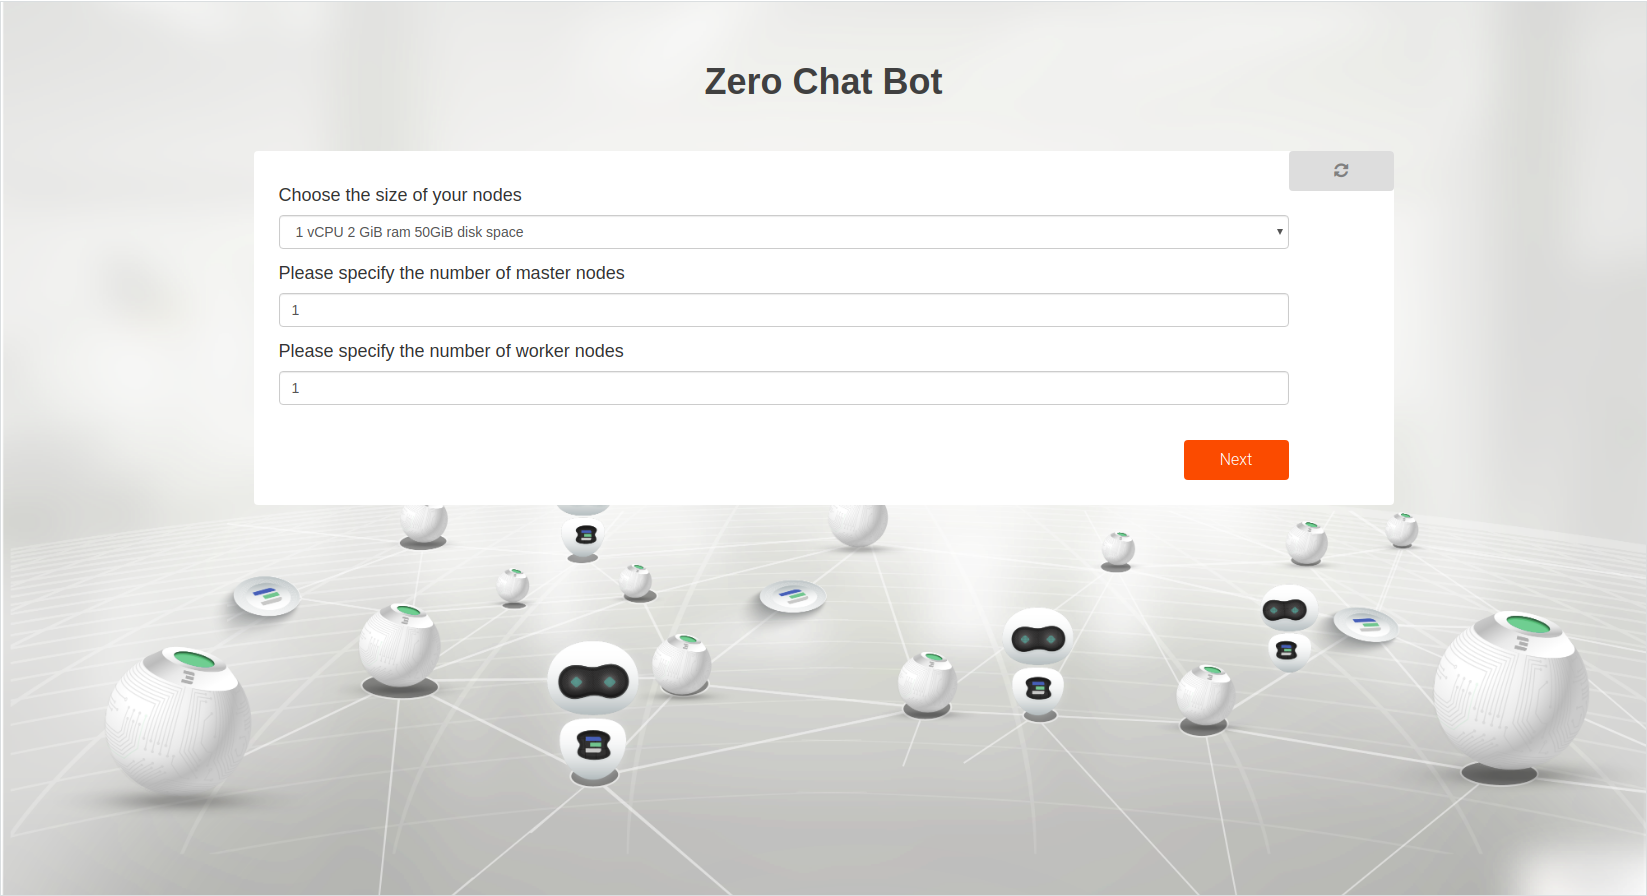 Zero Chat Bot
Choose the size of your nodes
1 vCPU 2 GiB ram 50GiB disk space
Please specify the number of master nodes
1
Please specify the number of worker nodes
1
Next